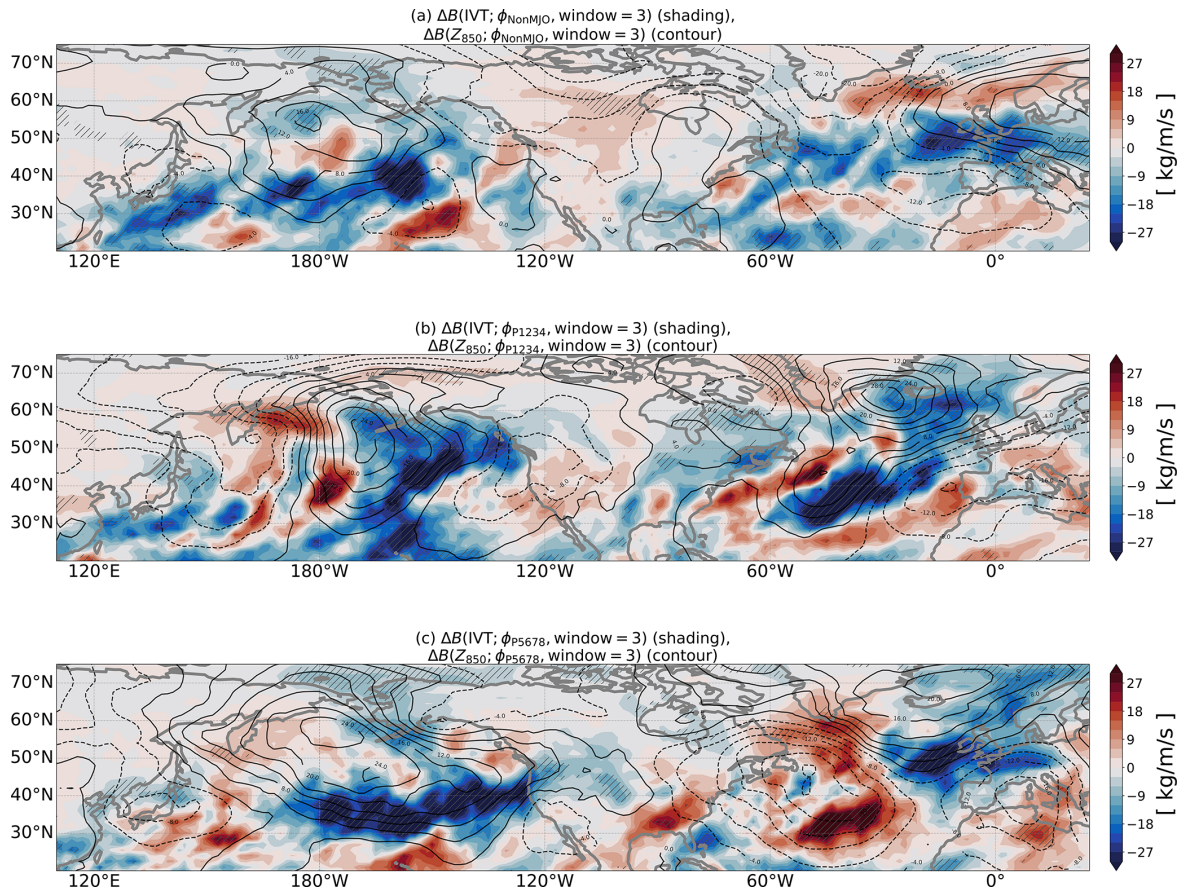 (a) ΔB(IVT; ϕNonMJO, window = 3) (shading),
ΔB(Z850; ϕNonMJO, window = 3) (contour)
70°N
60°N
50°N
40°N
30°N
120°E 180°W 120°W 60°W 0°
27
18
9
0
−9
−18
−27
[ kg/m/s ]
(b) ΔB(IVT; ϕP1234, window = 3) (shading),
ΔB(Z850; ϕP1234, window = 3) (contour)
70°N
60°N
50°N
40°N
30°N
120°E 180°W 120°W 60°W 0°
27
18
9
0
−9
−18
−27
[ kg/m/s ]
(c) ΔB(IVT; ϕP5678, window = 3) (shading),
ΔB(Z850; ϕP5678, window = 3) (contour)
70°N
60°N
50°N
40°N
30°N
120°E 180°W 120°W 60°W 0°
27
18
9
0
−9
−18
−27
[ kg/m/s ]